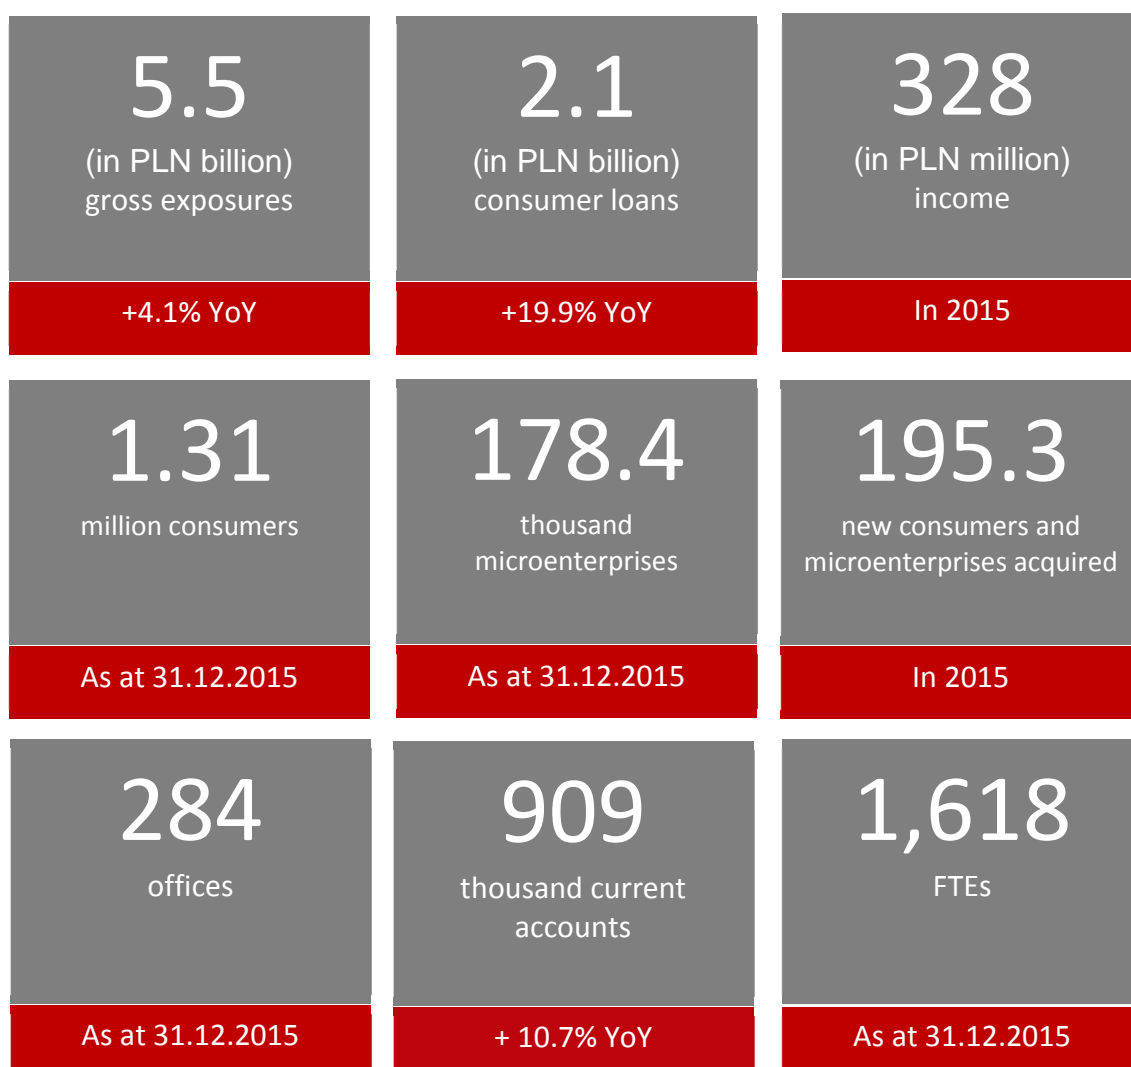 5.5
(in PLN billion)
gross exposures
+4.1% YoY
2.1
(in PLN billion)
consumer loans
+19.9% YoY
328
(in PLN million)
income
In 2015
1.31
million consumers
As at 31.12.2015
178.4
thousand
microenterprises
As at 31.12.2015
195.3
new consumers and
microenterprises acquired
In 2015
284
offices
As at 31.12.2015
909
thousand current
accounts
+ 10.7% YoY
1,618
FTEs
As at 31.12.2015